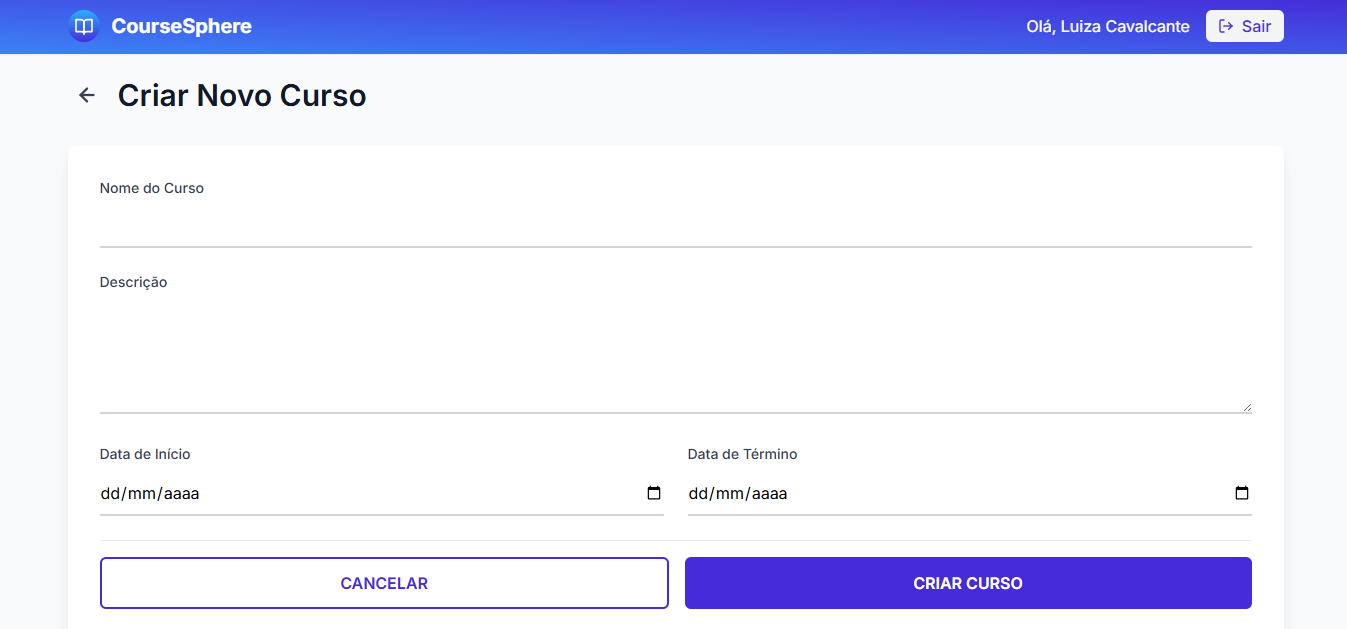 CourseSphere
Olá, Luiza Cavalcante
Sair
Criar Novo Curso
Nome do Curso
Descrição
Data de Início
Data de Término
dd/mm/aaaa
dd/mm/aaaa
CANCELAR
CRIAR CURSO